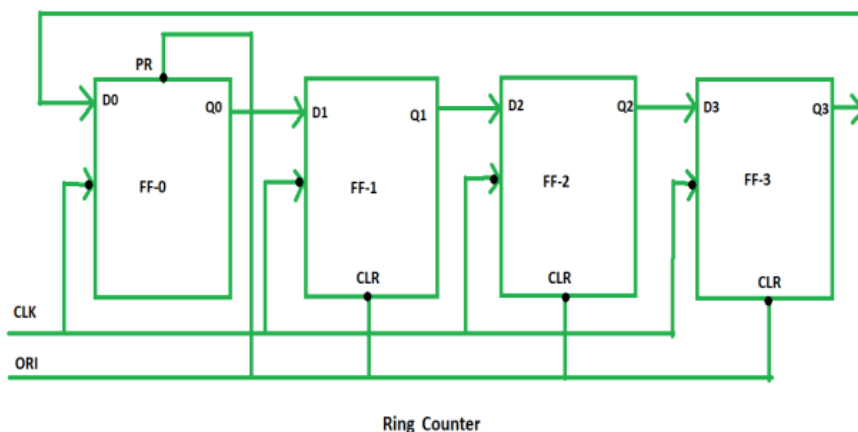 PR
D0 Q0 D1 Q1 D2 Q2 D3 Q3
FF-0 FF-1 FF-2 FF-3
CLR CLR CLR
CLK
ORI
Ring Counter